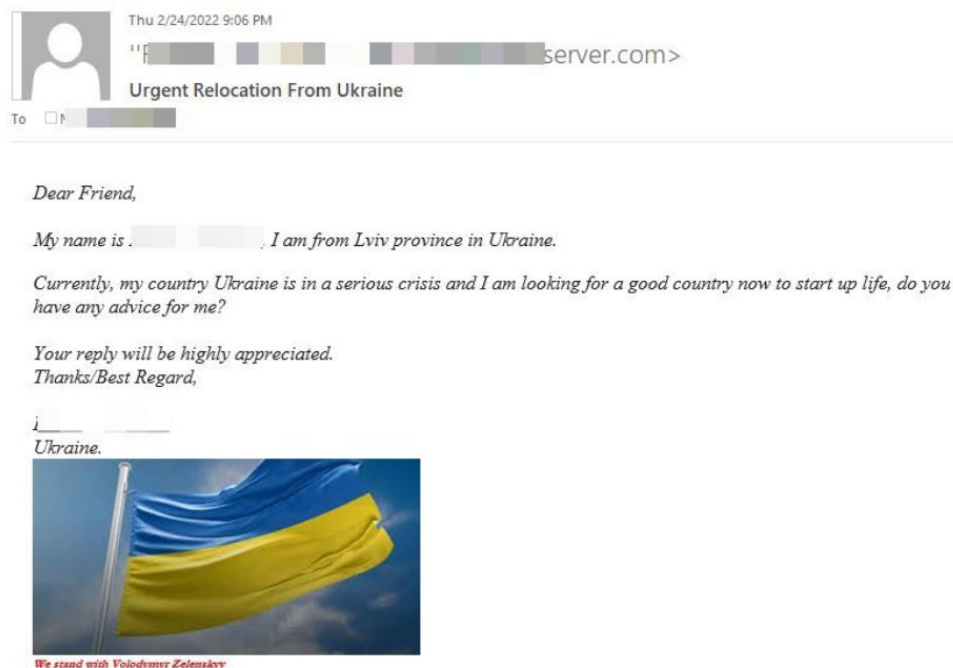 Thu 2/24/2022 9:06 PM
server.com>
Urgent Relocation From Ukraine
To
Dear Friend,
My name is . I am from Lviv province in Ukraine.
Currently, my country Ukraine is in a serious crisis and I am looking for a good country now to start up life, do you
have any advice for me?
Your reply will be highly appreciated.
Thanks/Best Regard,
Ukraine.
We stand with Volodymyr Zelenskyy